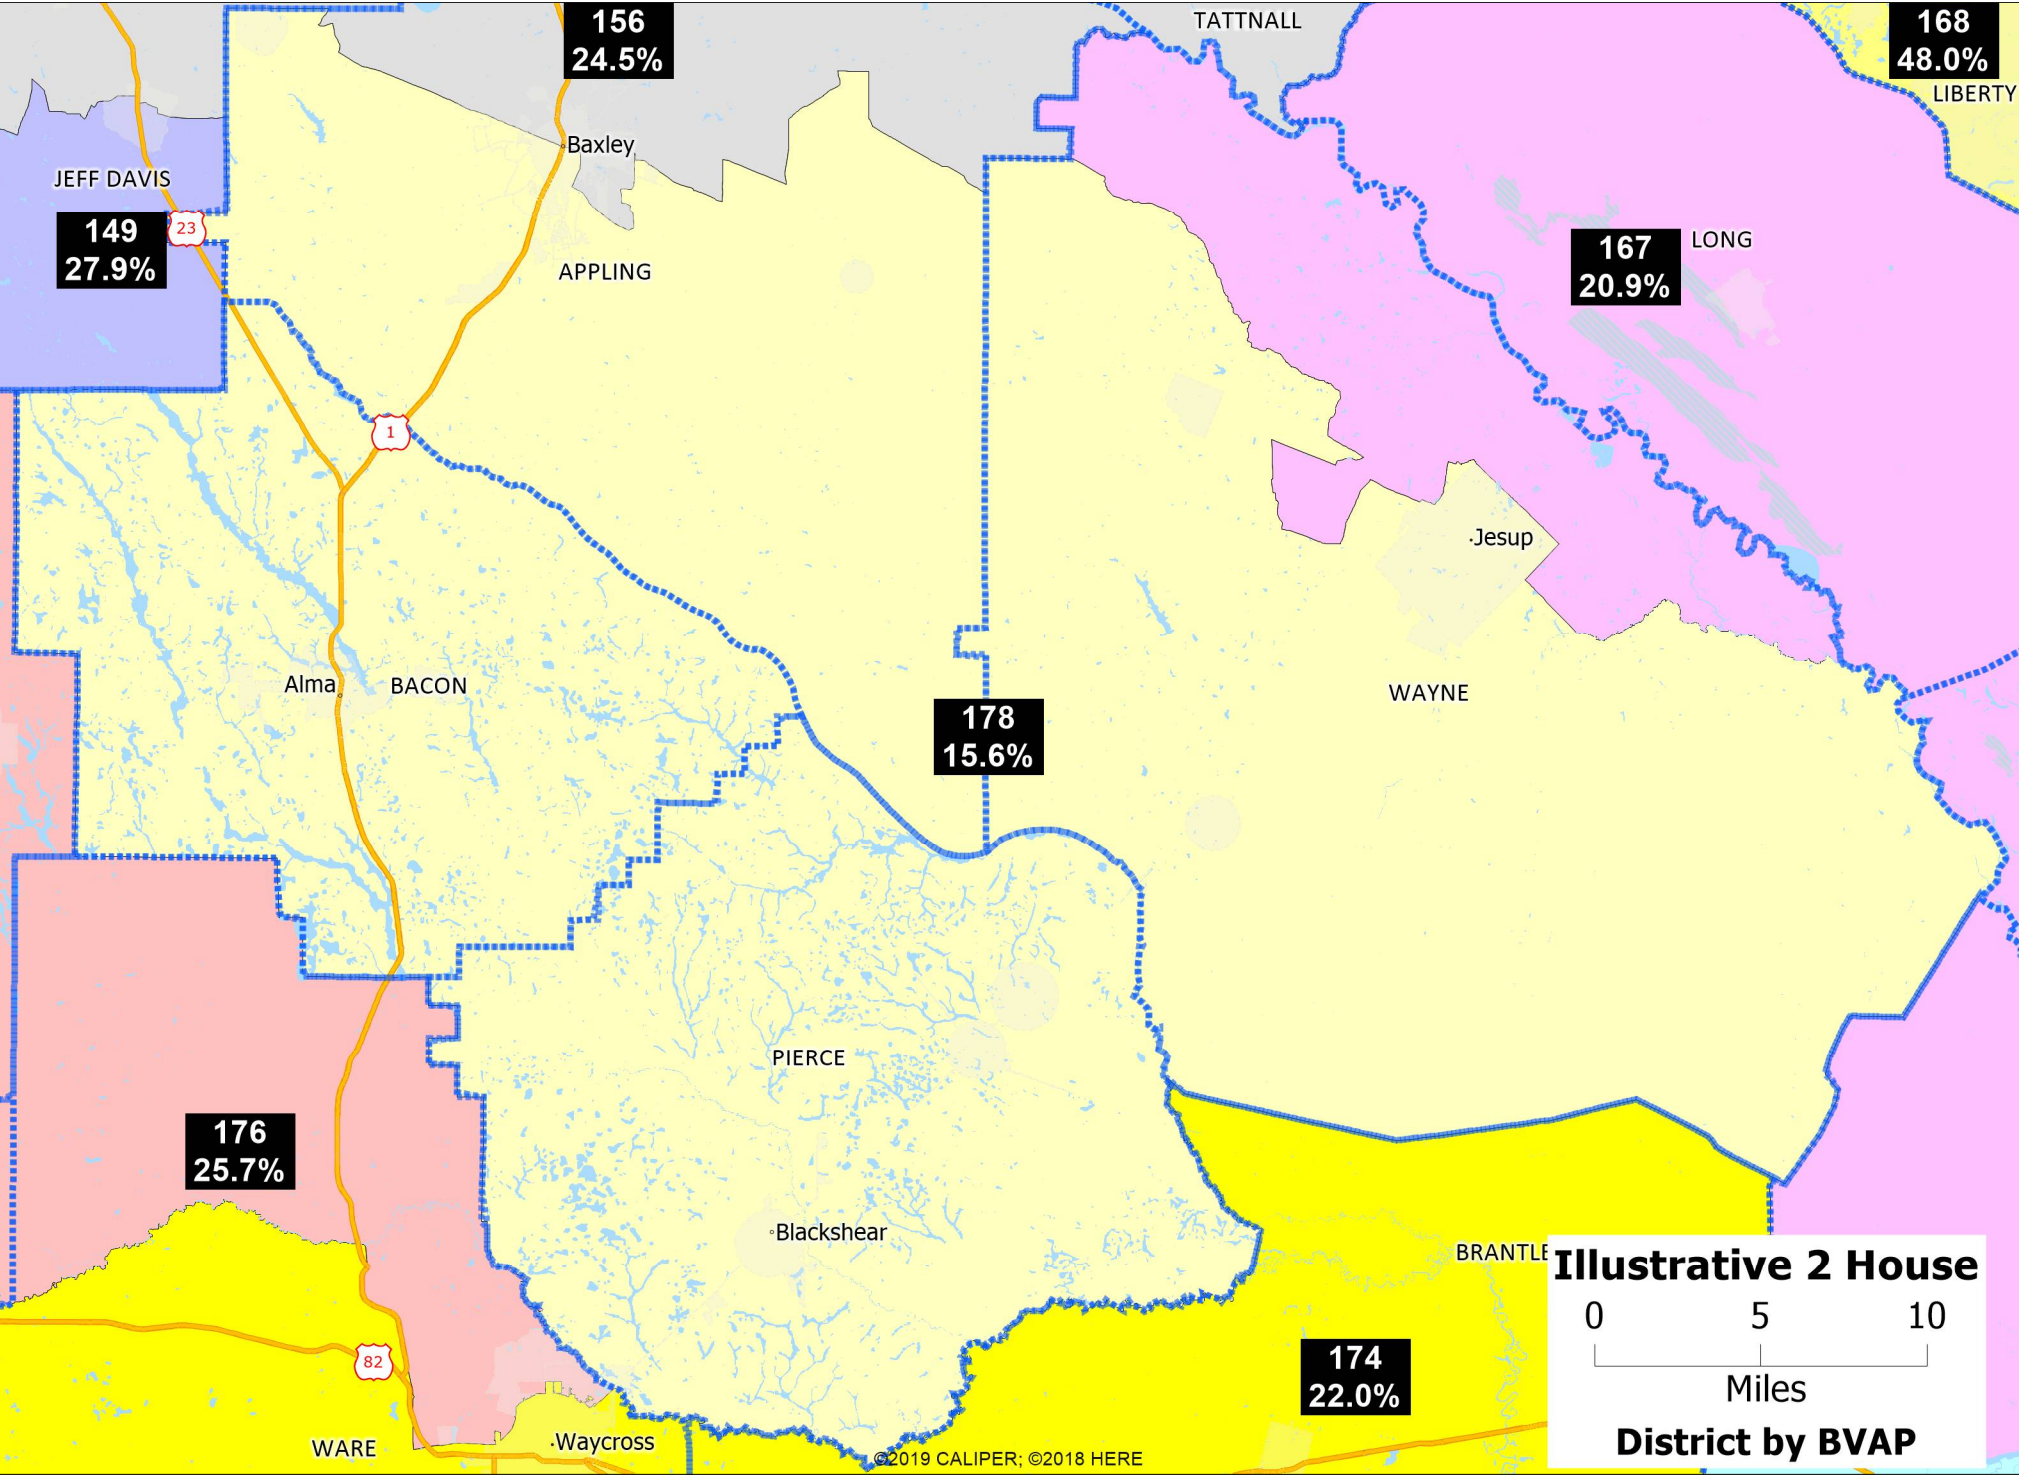 156
24.5%
TATTNALL
168
48.0%
LIBERTY
Baxley
JEFF DAVIS
149
27.9%
23
APPLING
167
20.9%
LONG
1
Jesup
Alma
BACON
WAYNE
178
15.6%
PIERCE
176
25.7%
Blackshear
BRANTLE
Illustrative 2 House
0 5 10
Miles
District by BVAP
82
174
22.0%
WARE
Waycross
©2019 CALIPER; ©2018 HERE